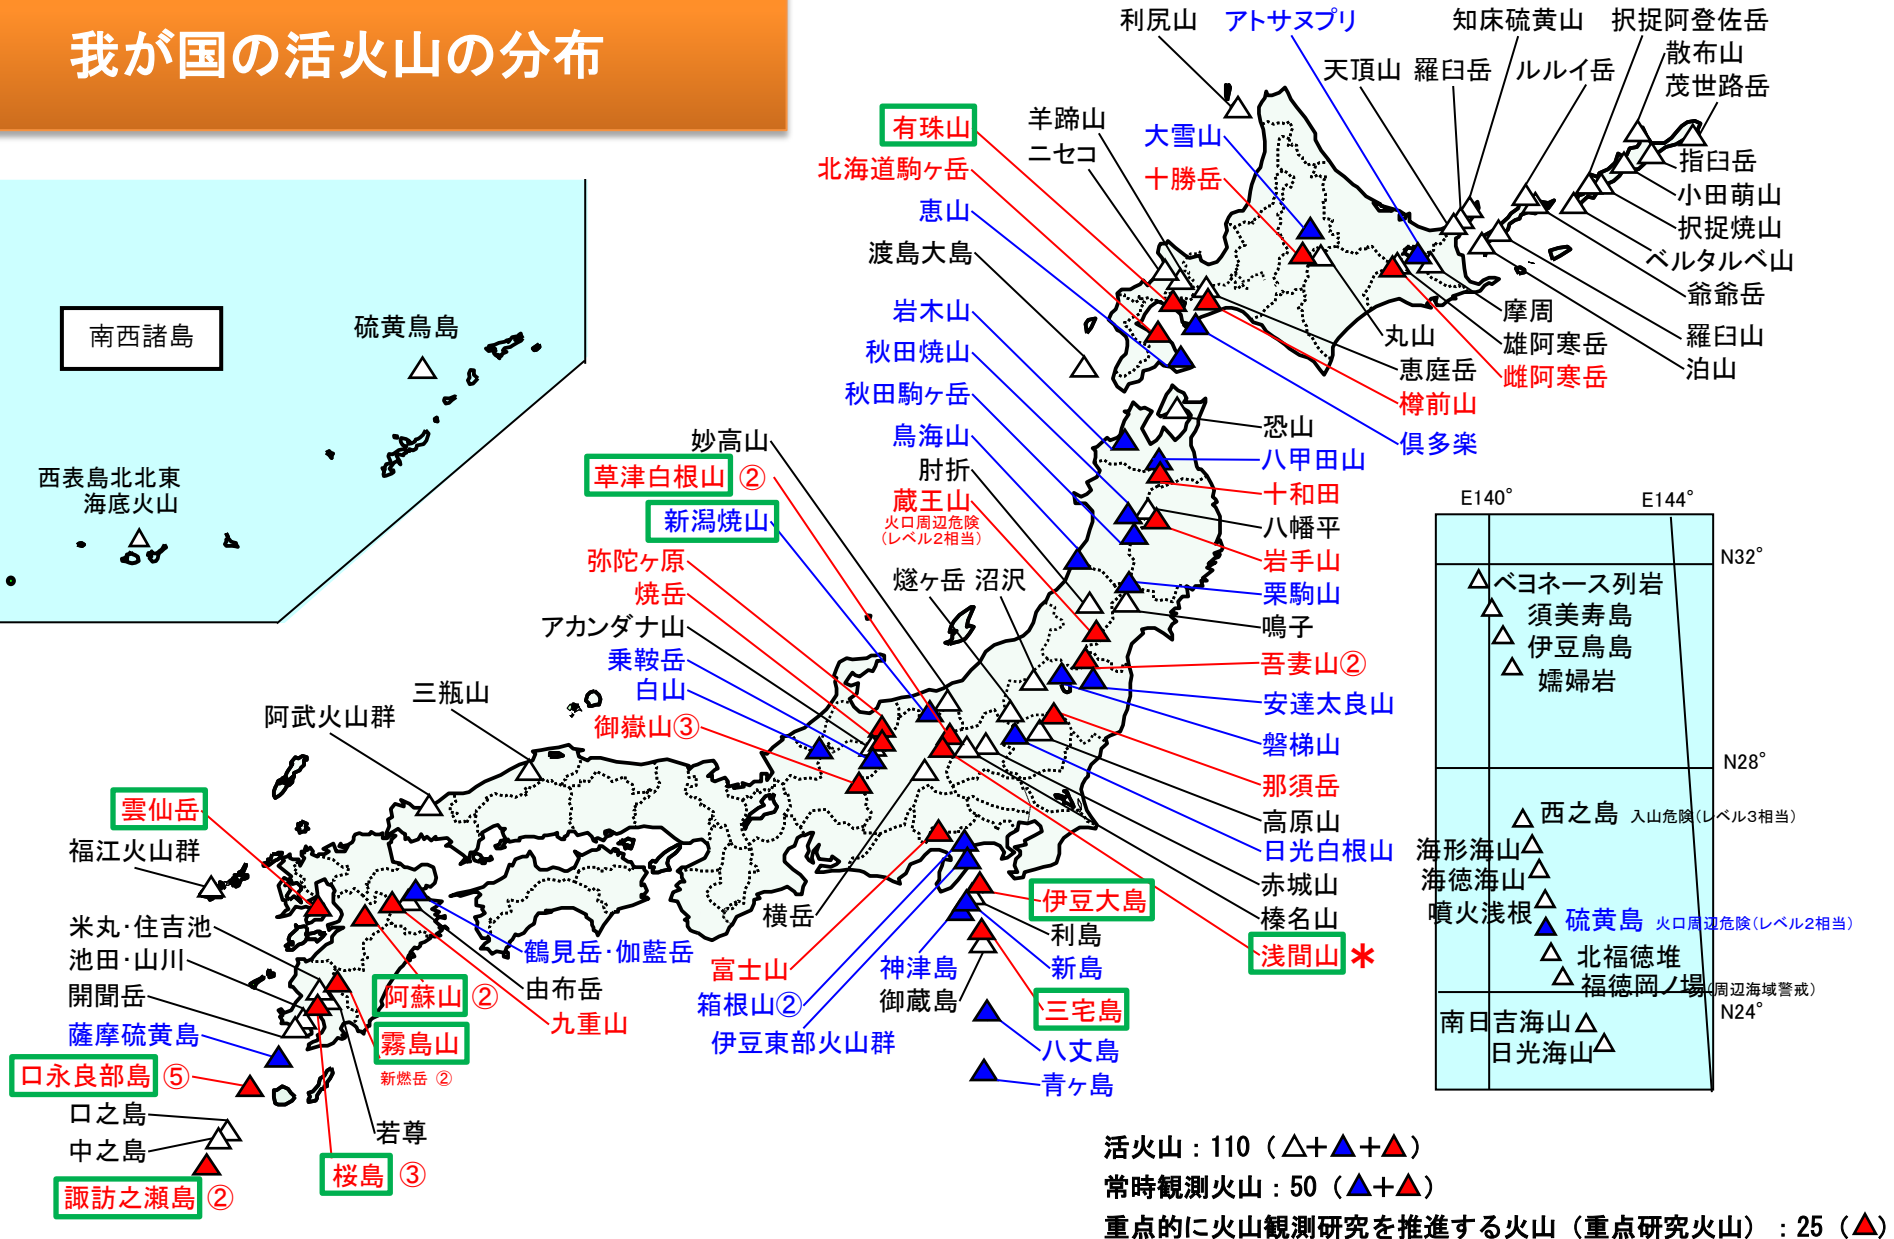 我が国の活火山の分布
利尻山
アトサヌプリ
知床硫黄山
択捉阿登佐岳
散布山
天頂山
羅臼岳
ルルイ岳
茂世路岳
有珠山
羊蹄山
大雪山
ニセコ
北海道駒ヶ岳
十勝岳
指臼岳
小田萌山
恵山
択捉焼山
渡島大島
ベルタルベ山
爺爺岳
摩周
岩木山
丸山
雄阿寒岳
羅臼山
秋田焼山
恵庭岳
雌阿寒岳
泊山
秋田駒ヶ岳
樽前山
倶多楽
南西諸島
硫黄鳥島
西表島北北東
海底火山
鳥海山
恐山
妙高山
肘折
八甲田山
草津白根山 ②
蔵王山
火口周辺危険
(レベル2相当)
十和田
新潟焼山
八幡平
弥陀ヶ原
岩手山
焼岳
燧ヶ岳
沼沢
栗駒山
アカンダナ山
鳴子
乗鞍岳
吾妻山②
白山
安達太良山
御嶽山③
磐梯山
三瓶山
阿武火山群
那須岳
高原山
日光白根山
赤城山
榛名山
浅間山 *
雲仙岳
福江火山群
米丸・住吉池
池田・山川
開聞岳
薩摩硫黄島
口永良部島 ⑤
口之島
中之島
諏訪之瀬島 ②
桜島 ③
若尊
霧島山
新燃岳 ②
阿蘇山 ②
九重山
由布岳
鶴見岳・伽藍岳
横岳
富士山
箱根山②
伊豆東部火山群
伊豆大島
利島
新島
神津島
御蔵島
三宅島
八丈島
青ヶ島
E140°
E144°
N32°
ベヨネース列岩
須美寿島
伊豆鳥島
孀婦岩
N28°
西之島 入山危険(レベル3相当)
海形海山
海徳海山
噴火浅根
硫黄島 火口周辺危険(レベル2相当)
北福徳堆
福徳岡ノ場(周辺海域警戒)
N24°
南日吉海山
日光海山
活火山：110（△+▲+▲）
常時観測火山：50（▲+▲）
重点的に火山観測研究を推進する火山（重点研究火山）：25（▲）